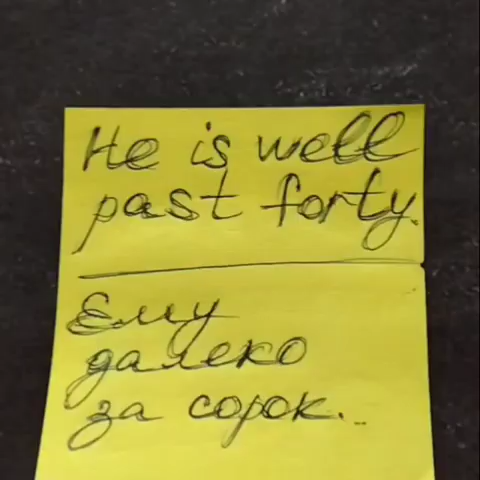 He is well
past forty.
Ему
далеко
за сорок...